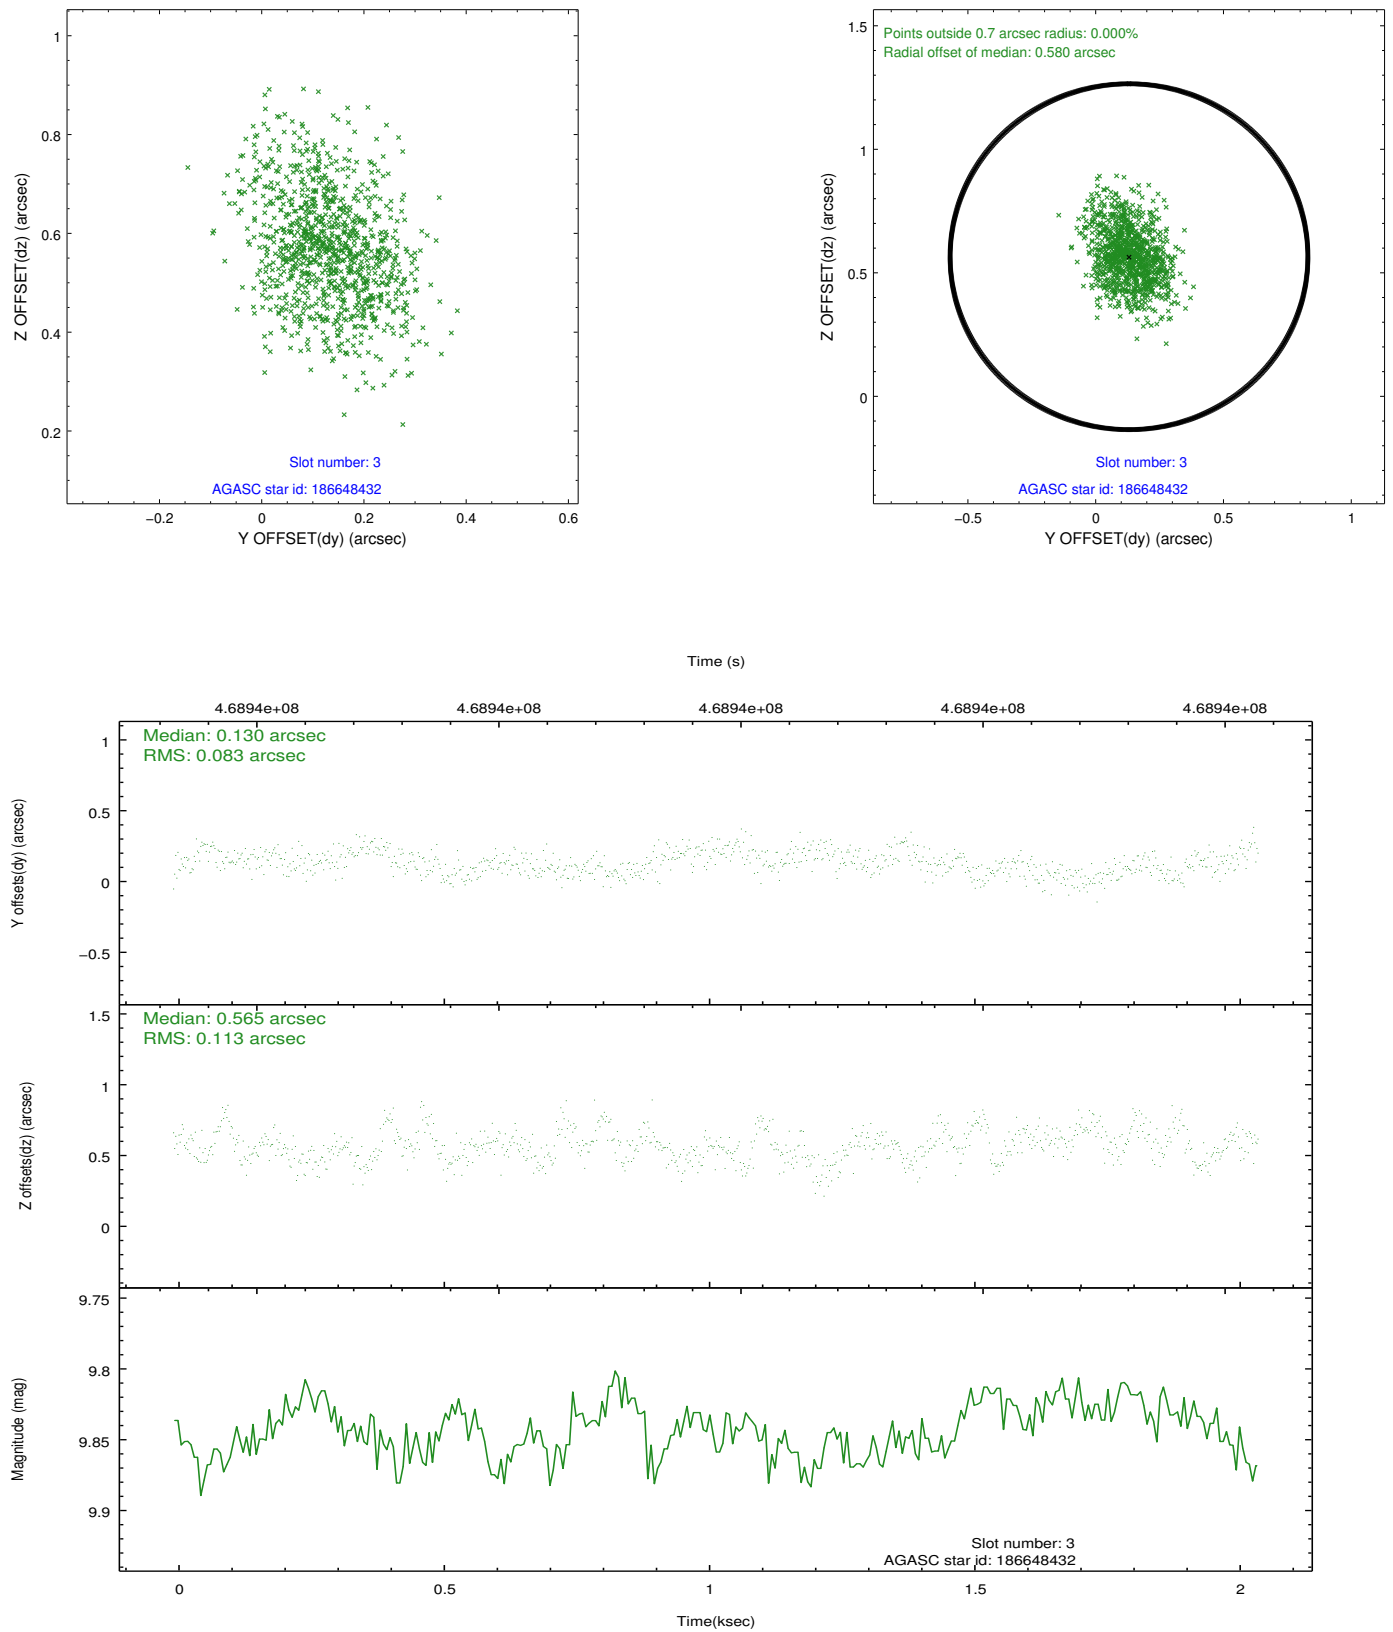 1
0.8
0.6
0.4
0.2
Z OFFSET(dz) (arcsec)
Slot number: 3
AGASC star id: 186648432
−0.2 0 0.2 0.4 0.6
Y OFFSET(dy) (arcsec)
1.5
1
0.5
0
Z OFFSET(dz) (arcsec)
Points outside 0.7 arcsec radius: 0.000%
Radial offset of median: 0.580 arcsec
Slot number: 3
AGASC star id: 186648432
−0.5 0 0.5 1
Y OFFSET(dy) (arcsec)
Time (s)
4.6894e+08 4.6894e+08 4.6894e+08 4.6894e+08 4.6894e+08
Median: 0.130 arcsec
RMS: 0.083 arcsec
1
0.5
0
−0.5
Y offsets(dy) (arcsec)
Median: 0.565 arcsec
RMS: 0.113 arcsec
1.5
1
0.5
0
Z offsets(dz) (arcsec)
9.75
9.8
9.85
9.9
Magnitude (mag)
Slot number: 3
AGASC star id: 186648432
0 0.5 1 1.5 2
Time(ksec)